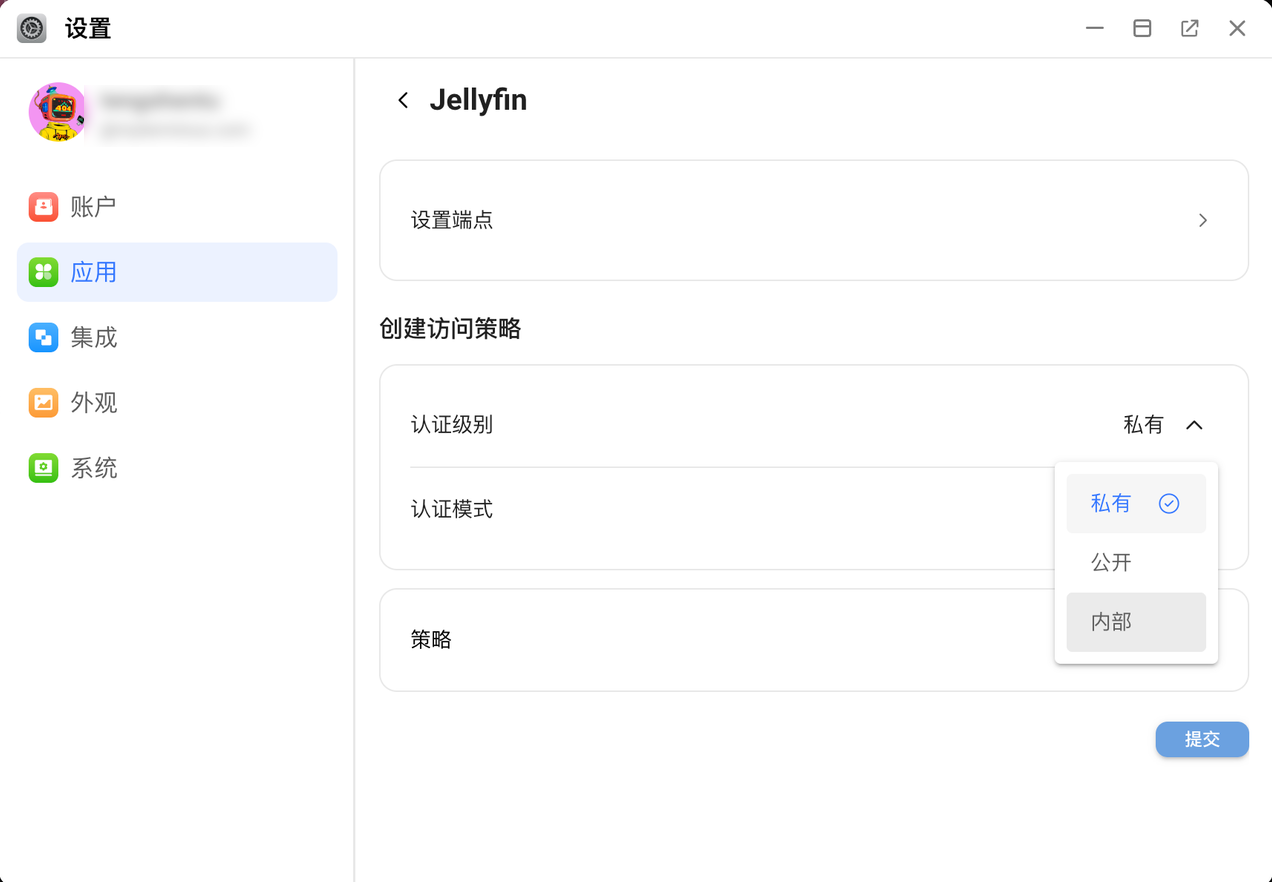 设置
账户
应用
集成
外观
系统
Jellyfin
设置端点
创建访问策略
认证级别
私有
认证模式
私有
公开
内部
策略
提交